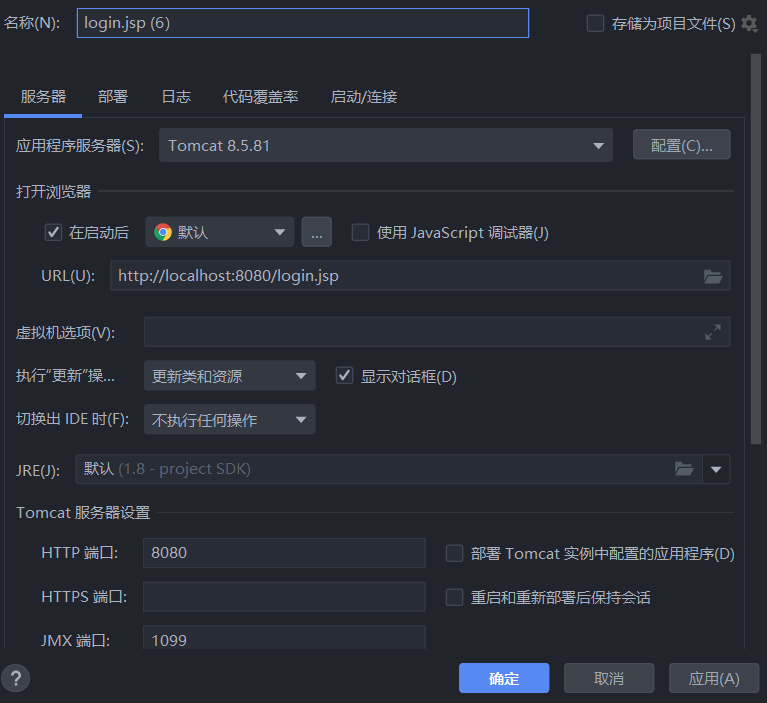 名称(N): login.jsp (6) 存储为项目文件(S)
服务器 部署 日志 代码覆盖率 启动/连接
应用程序服务器(S): Tomcat 8.5.81 配置(C)...
打开浏览器
在启动后 默认 ... 使用 JavaScript 调试器(J)
URL(U): http://localhost:8080/login.jsp
虚拟机选项(V):
执行“更新”操... 更新类和资源 显示对话框(D)
切换出 IDE 时(F): 不执行任何操作
JRE(J): 默认 (1.8 - project SDK)
Tomcat 服务器设置
HTTP 端口: 8080 部署 Tomcat 实例中配置的应用程序(D)
HTTPS 端口: 重启和重新部署后保持会话
JMX 端口: 1099
? 确定 取消 应用(A)